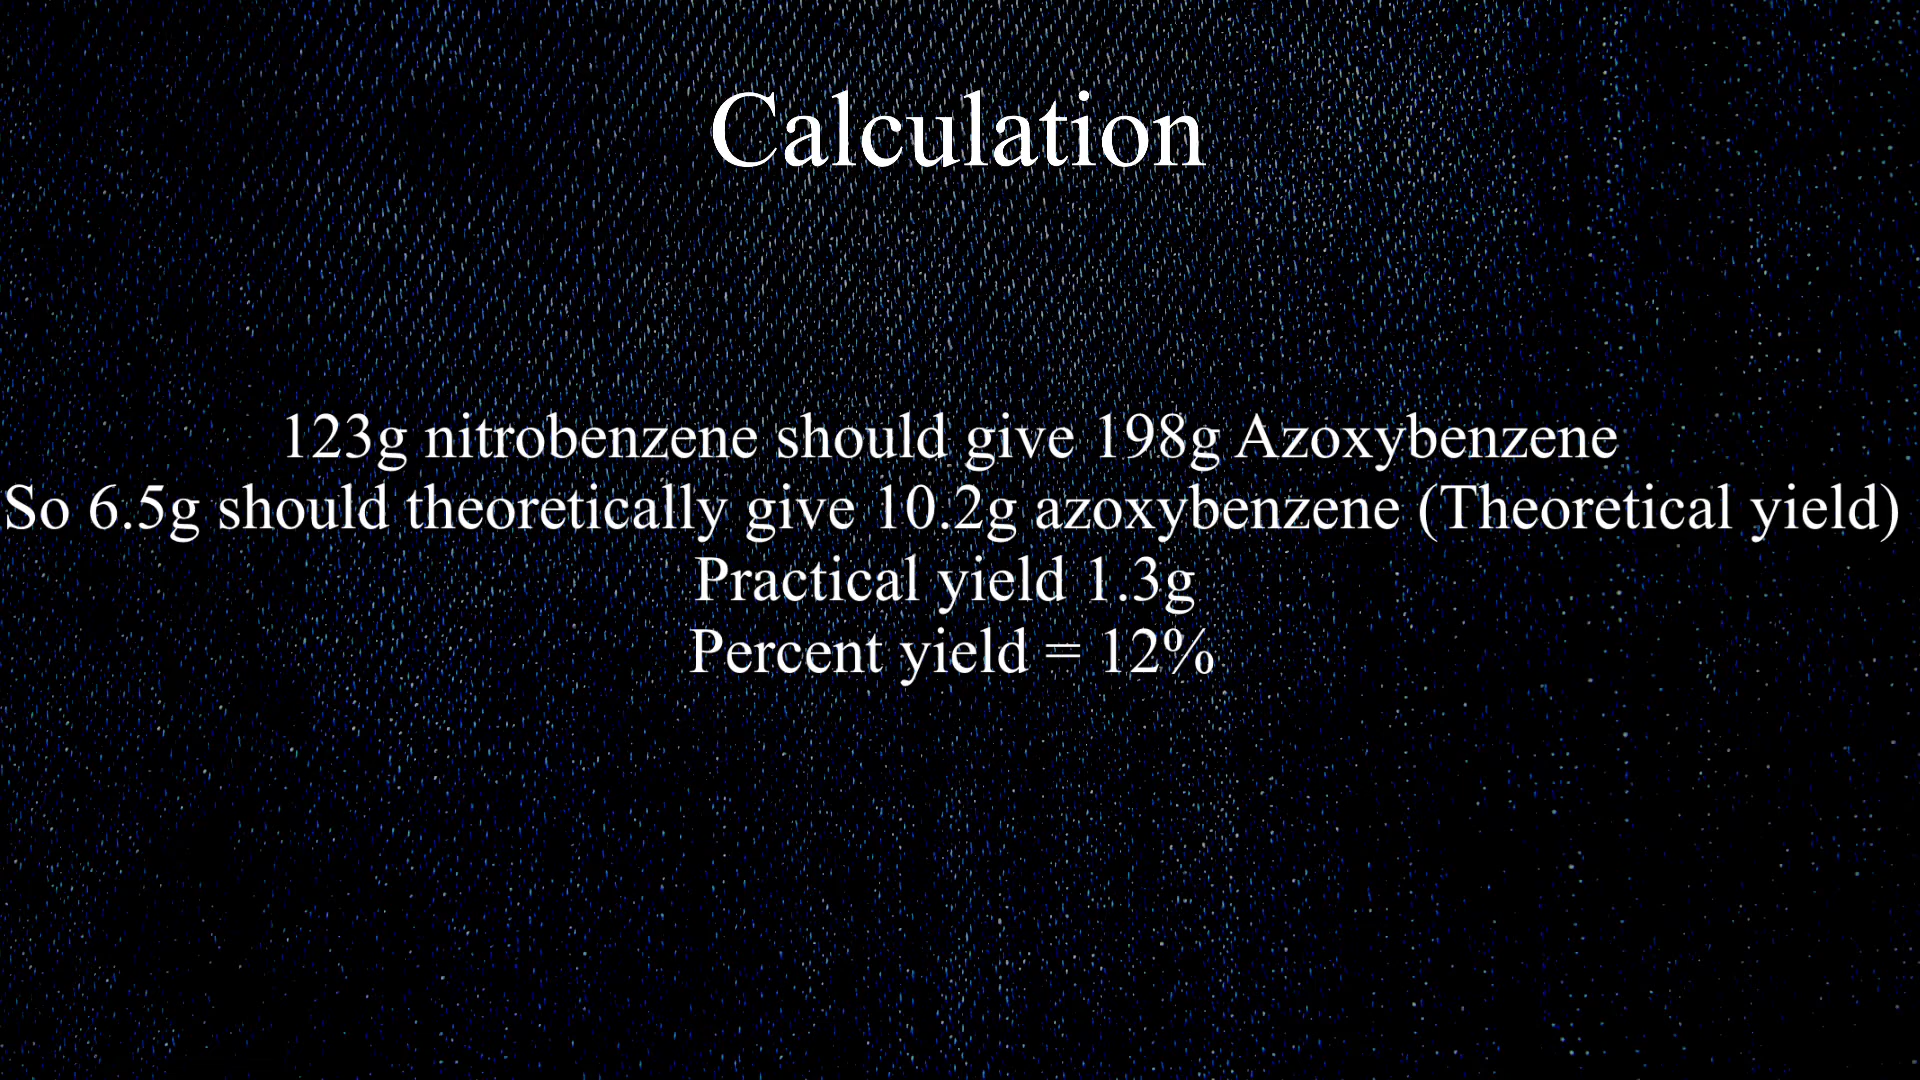 Calculation
123g nitrobenzene should give 198g Azoxybenzene
So 6.5g should theoretically give 10.2g azoxybenzene (Theoretical yield)
Practical yield 1.3g
Percent yield = 12%